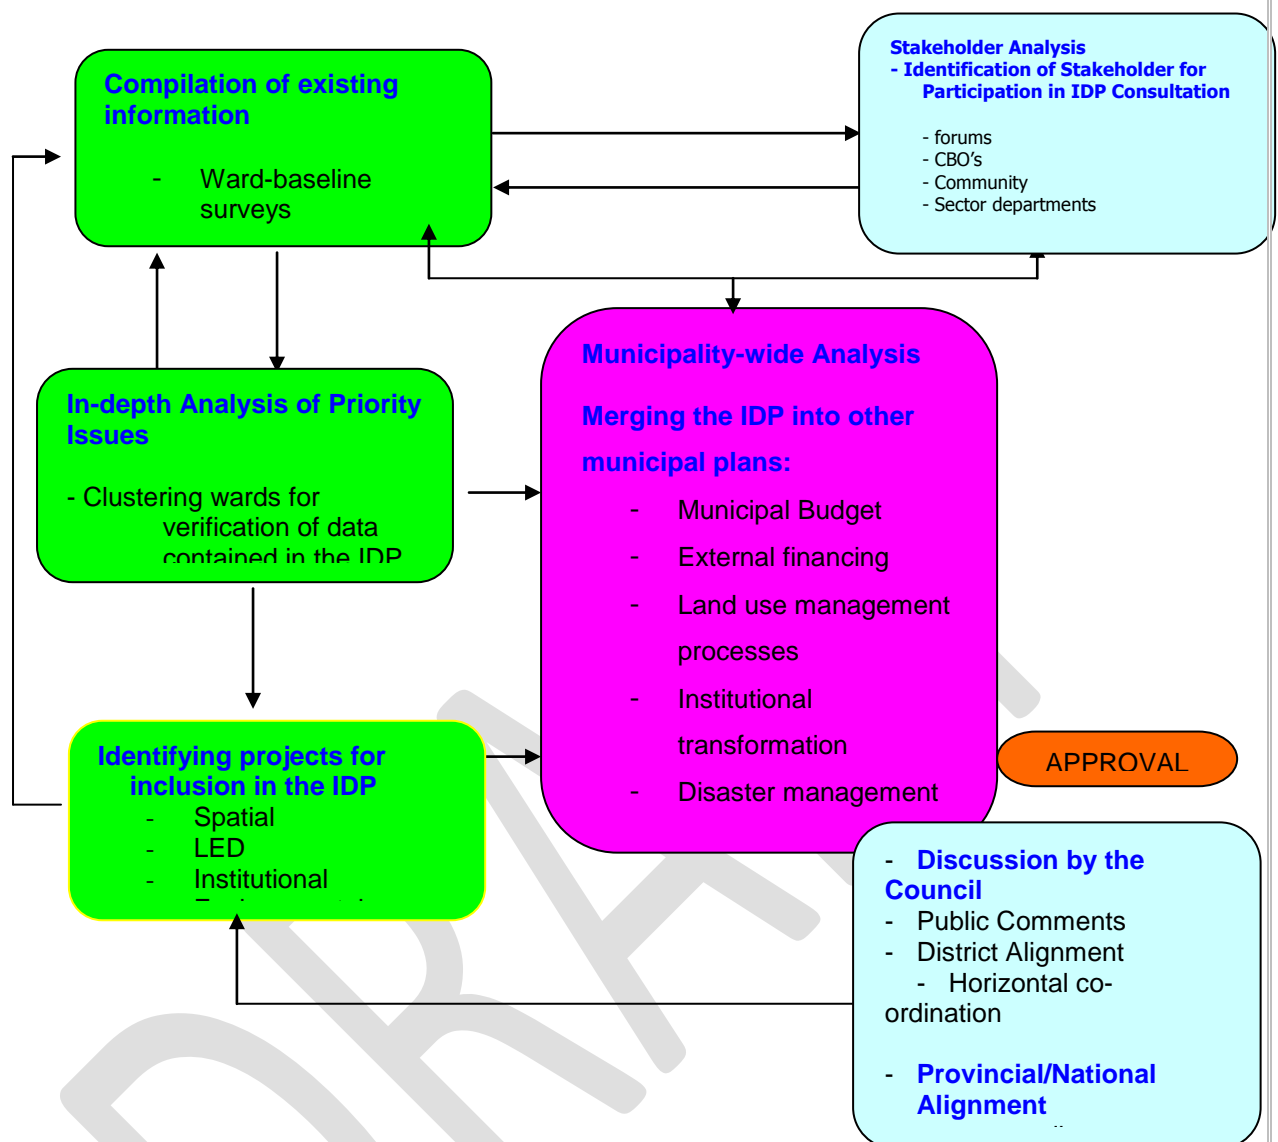 Compilation of existing
information
- Ward-baseline
surveys
Stakeholder Analysis
- Identification of Stakeholder for
Participation in IDP Consultation
- forums
- CBO's
- Community
- Sector departments
In-depth Analysis of Priority
Issues
- Clustering wards for
verification of data
contained in the IDP
Municipality-wide Analysis
Merging the IDP into other
municipal plans:
- Municipal Budget
- External financing
- Land use management
processes
- Institutional
transformation
- Disaster management
Identifying projects for
inclusion in the IDP
- Spatial
- LED
- Institutional
APPROVAL
- Discussion by the
Council
- Public Comments
- District Alignment
- Horizontal co-
ordination
- Provincial/National
Alignment
DRAFT